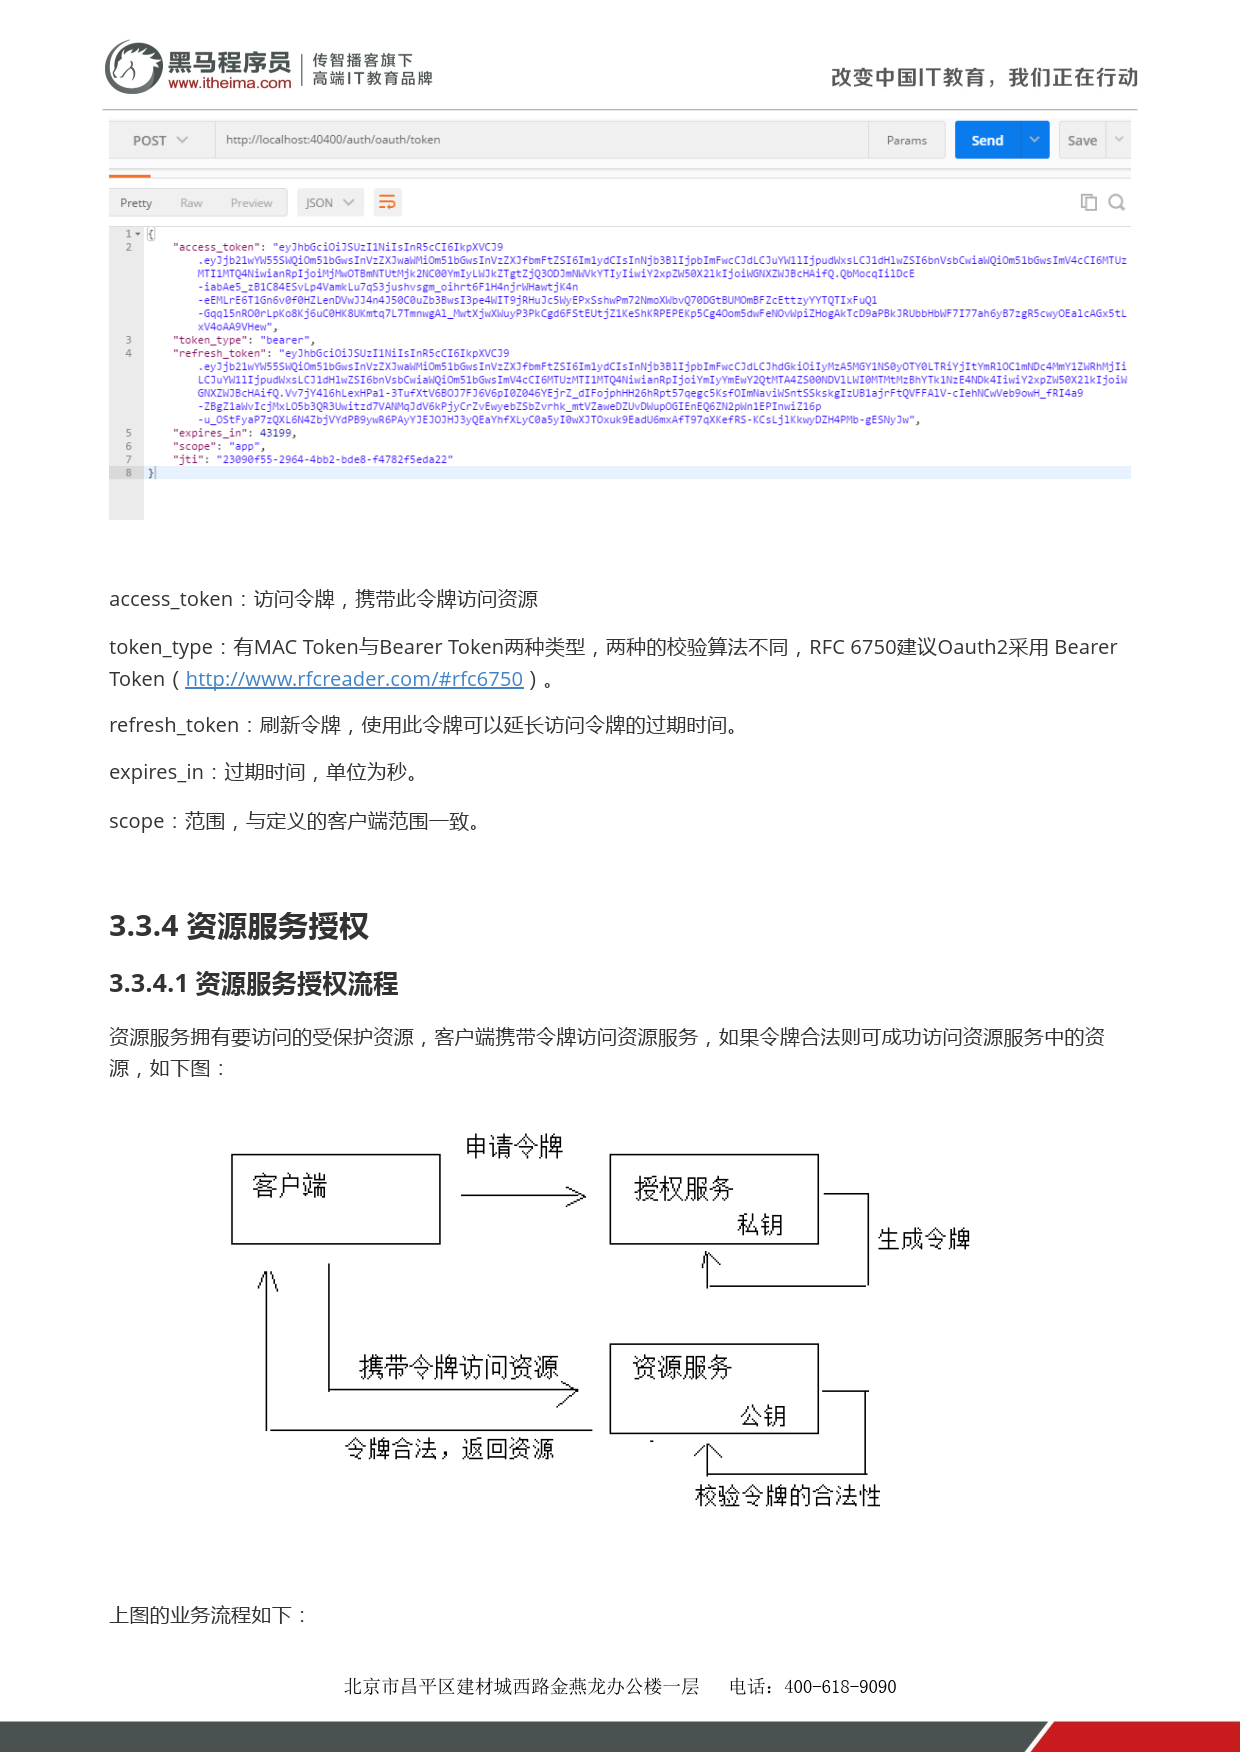 黑马程序员
www.itheima.com
传智播客旗下
高端IT教育品牌
改变中国IT教育，我们正在行动
POST
http://localhost:40400/auth/oauth/token
Params
Send
Save
Pretty Raw Preview JSON
1 {
2 "access_token":
3 "token_type": "bearer",
4 "refresh_token":
5 "expires_in": 43199,
6 "scope": "app",
7 "jti": "23090f55-2964-4bb2-bde8-f4782f5eda22"
8 }
access_token：访问令牌，携带此令牌访问资源
token_type：有MAC Token与Bearer Token两种类型，两种的校验算法不同，RFC 6750建议Oauth2采用 Bearer
Token（http://www.rfcreader.com/#rfc6750）。
refresh_token：刷新令牌，使用此令牌可以延长访问令牌的过期时间。
expires_in：过期时间，单位为秒。
scope：范围，与定义的客户端范围一致。
3.3.4 资源服务授权
3.3.4.1 资源服务授权流程
资源服务拥有要访问的受保护资源，客户端携带令牌访问资源服务，如果令牌合法则可成功访问资源服务中的资
源，如下图：
申请令牌
客户端
授权服务
私钥
生成令牌
携带令牌访问资源
资源服务
公钥
令牌合法，返回资源
校验令牌的合法性
上图的业务流程如下：
北京市昌平区建材城西路金燕龙办公楼一层 电话：400-618-9090